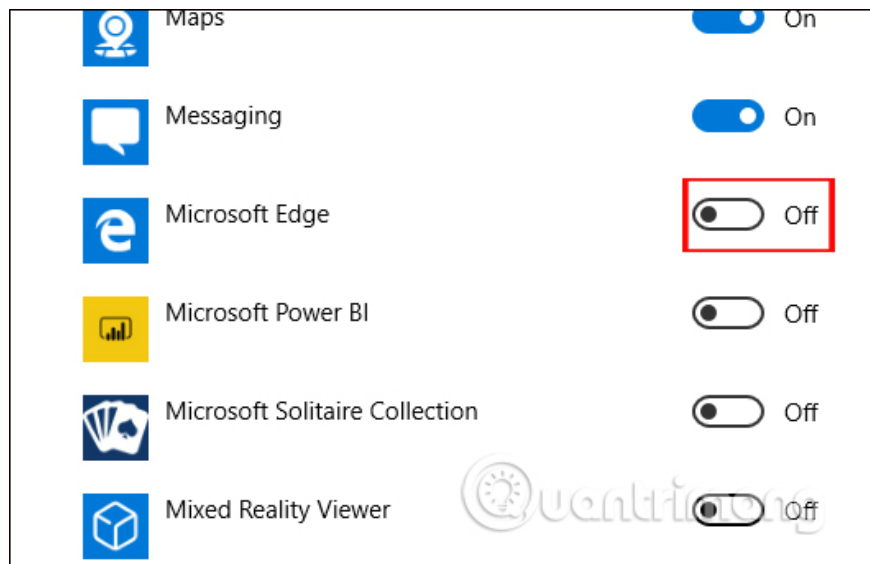 Maps On
Messaging On
Microsoft Edge Off
Microsoft Power BI Off
Microsoft Solitaire Collection Off
Mixed Reality Viewer Off
Quantrimang